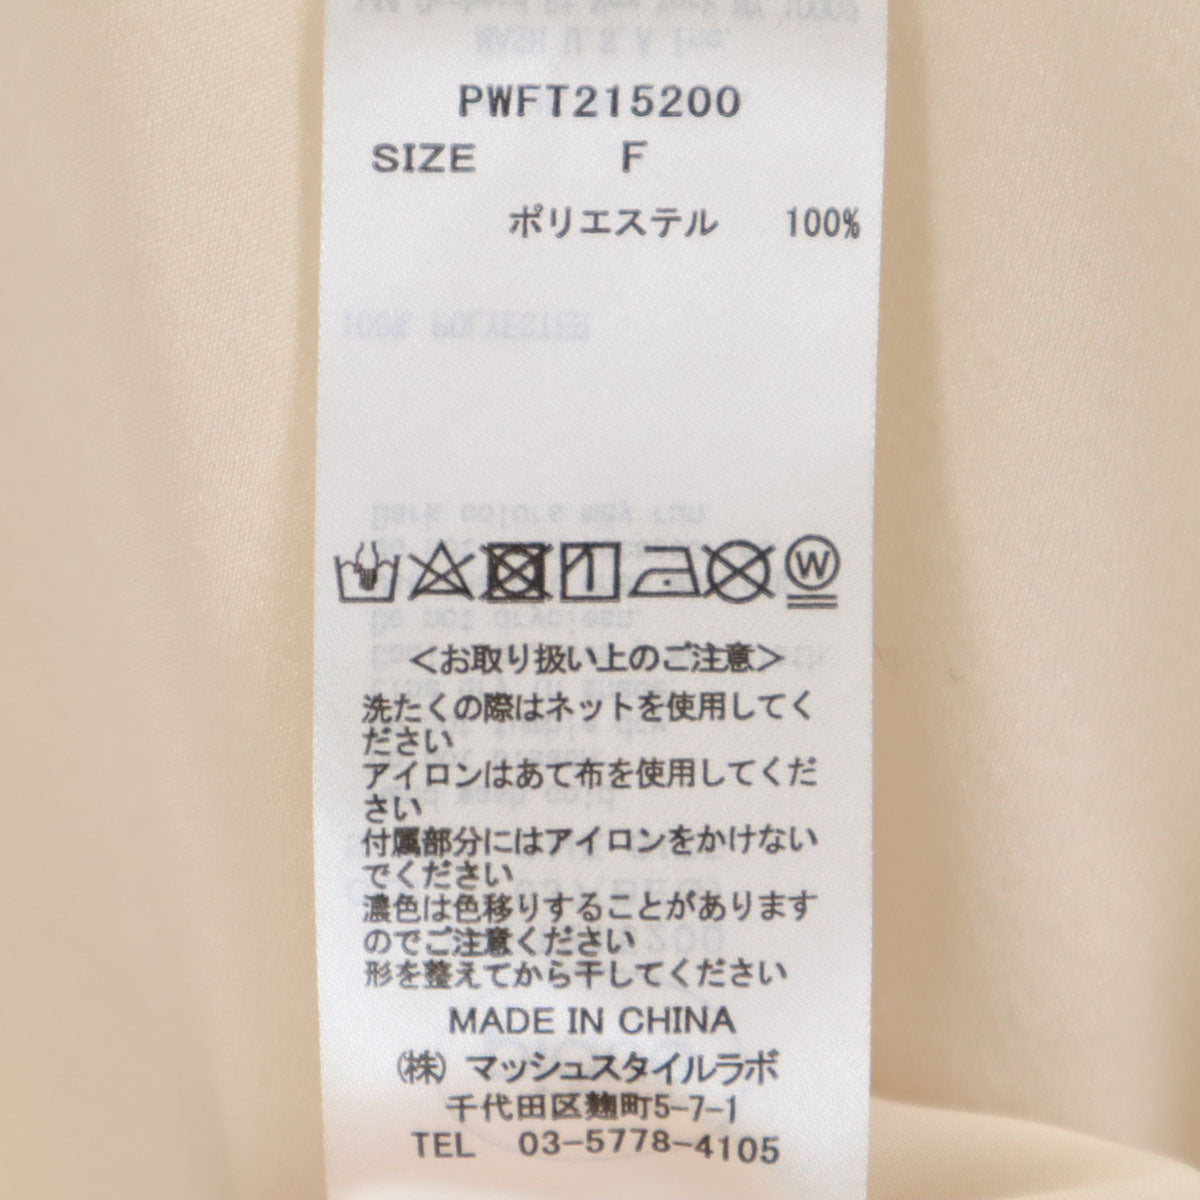 PWFT215200
SIZE F
ポリエステル 100%
W
＜お取り扱い上のご注意＞
洗たくの際はネットを使用してく
ださい
アイロンはあて布を使用してくだ
さい
付属部分にはアイロンをかけない
でください
濃色は色移りすることがあります
のでご注意ください
形を整えてから干してください
MADE IN CHINA
(株) マッシュスタイルラボ
千代田区麹町5-7-1
TEL 03-5778-4105